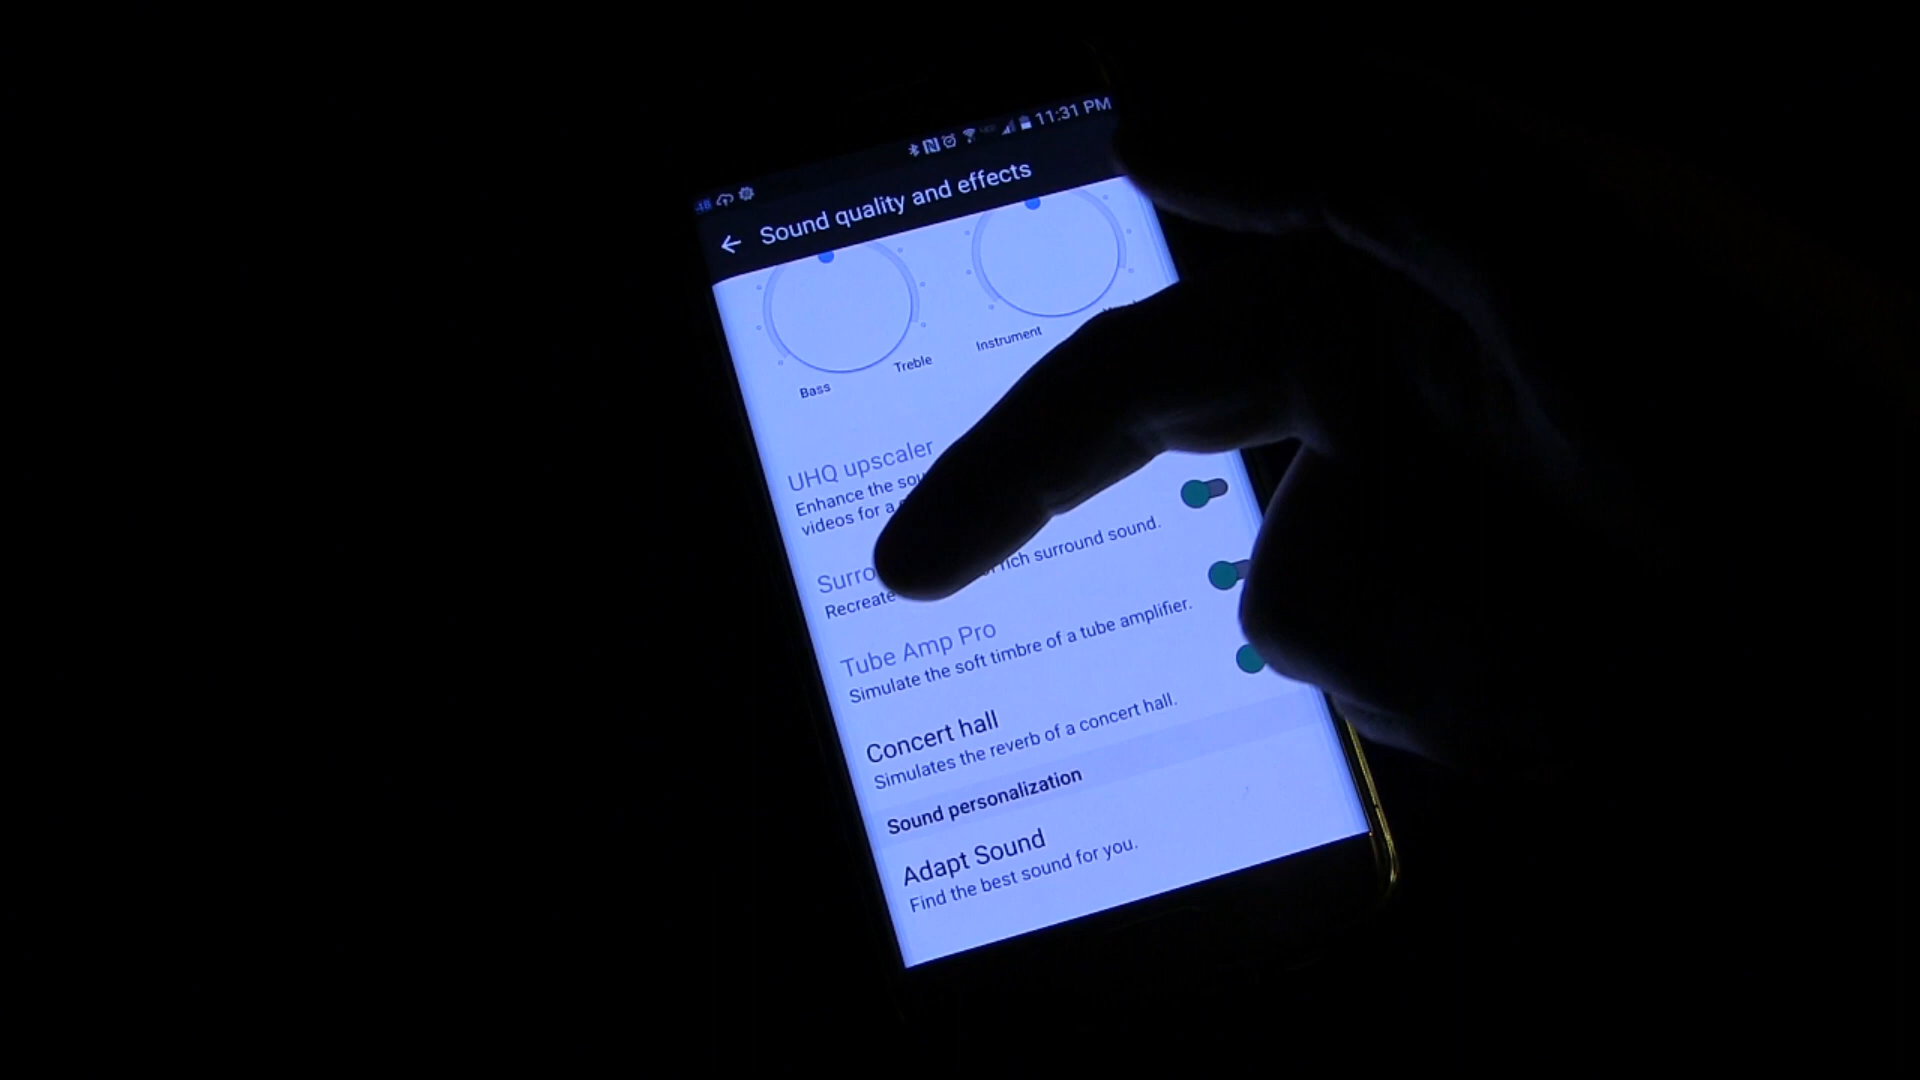 11:31 PM
48
Sound quality and effects
Bass
Treble
Instrument
UHQ upscaler
Enhance the
videos for a
Recreate rich surround sound.
Tube Amp Pro
Simulate the soft timbre of a tube amplifier.
Concert hall
Simulates the reverb of a concert hall.
Sound personalization
Adapt Sound
Find the best sound for you.